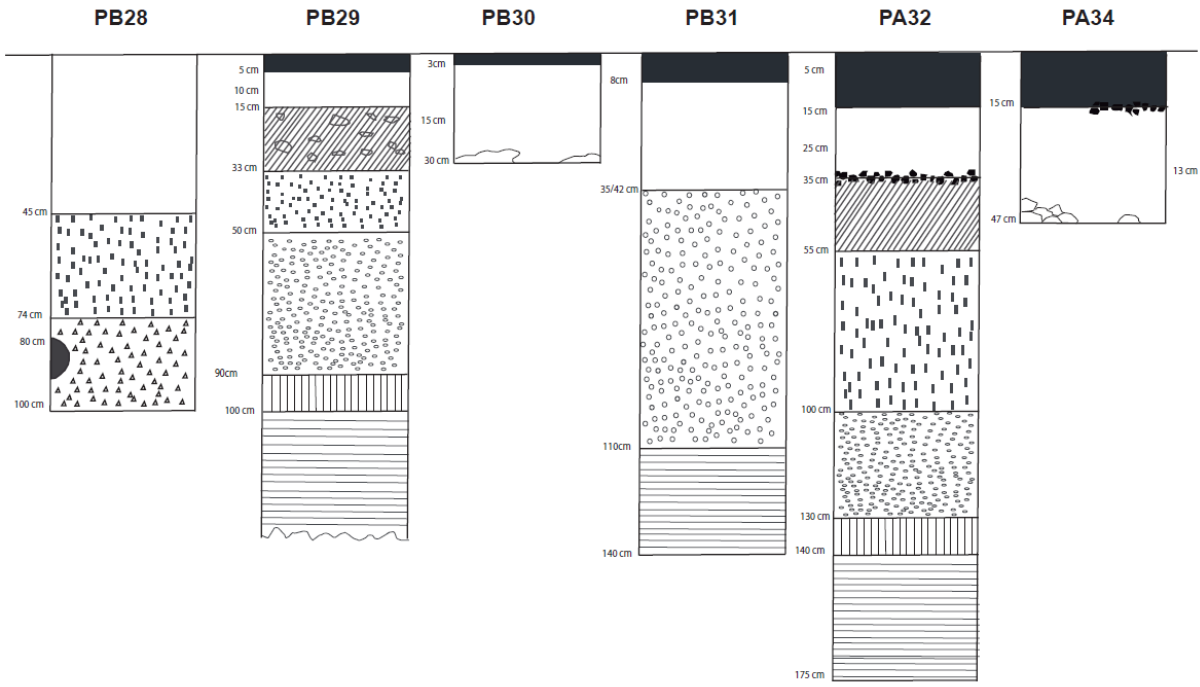 PB28
PB29
PB30
PB31
PA32
PA34
45 cm
74 cm
80 cm
100 cm
5 cm
10 cm
15 cm
33 cm
50 cm
90cm
100 cm
3cm
15 cm
30 cm
8cm
35/42 cm
110cm
140 cm
5 cm
15 cm
25 cm
35 cm
55 cm
100 cm
130 cm
140 cm
175 cm
15 cm
13 cm
47 cm